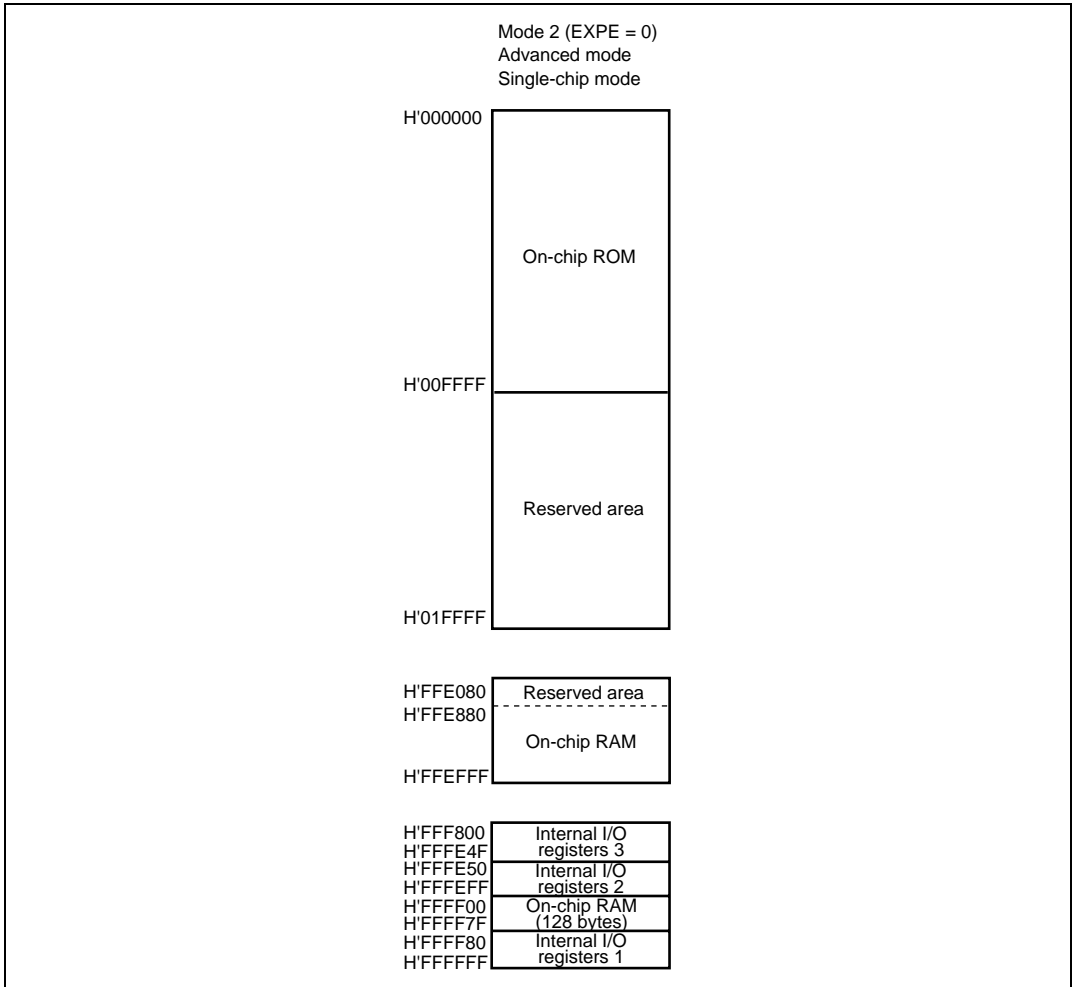 Mode 2 (EXPE = 0)
Advanced mode
Single-chip mode
H'000000
On-chip ROM
H'00FFFF
Reserved area
H'01FFFF
H'FFE080 Reserved area
H'FFE880
On-chip RAM
H'FFEFFF
H'FFF800 Internal I/O
H'FFFE4F registers 3
H'FFFE50 Internal I/O
H'FFFEFF registers 2
H'FFFF00 On-chip RAM
H'FFFF7F (128 bytes)
H'FFFF80 Internal I/O
H'FFFFFF registers 1